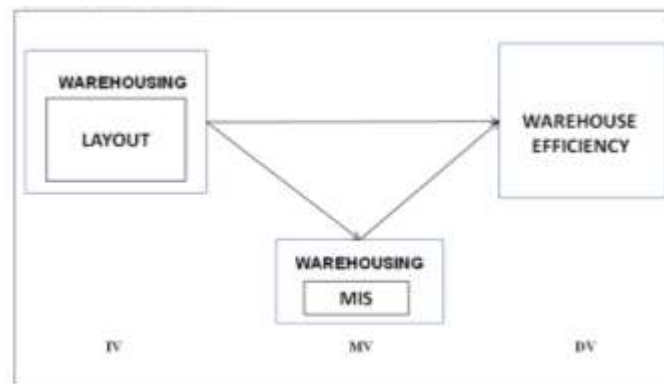 WAREHOUSING
LAYOUT
WAREHOUSE
EFFICIENCY
WAREHOUSING
MIS
IV
MV
DV